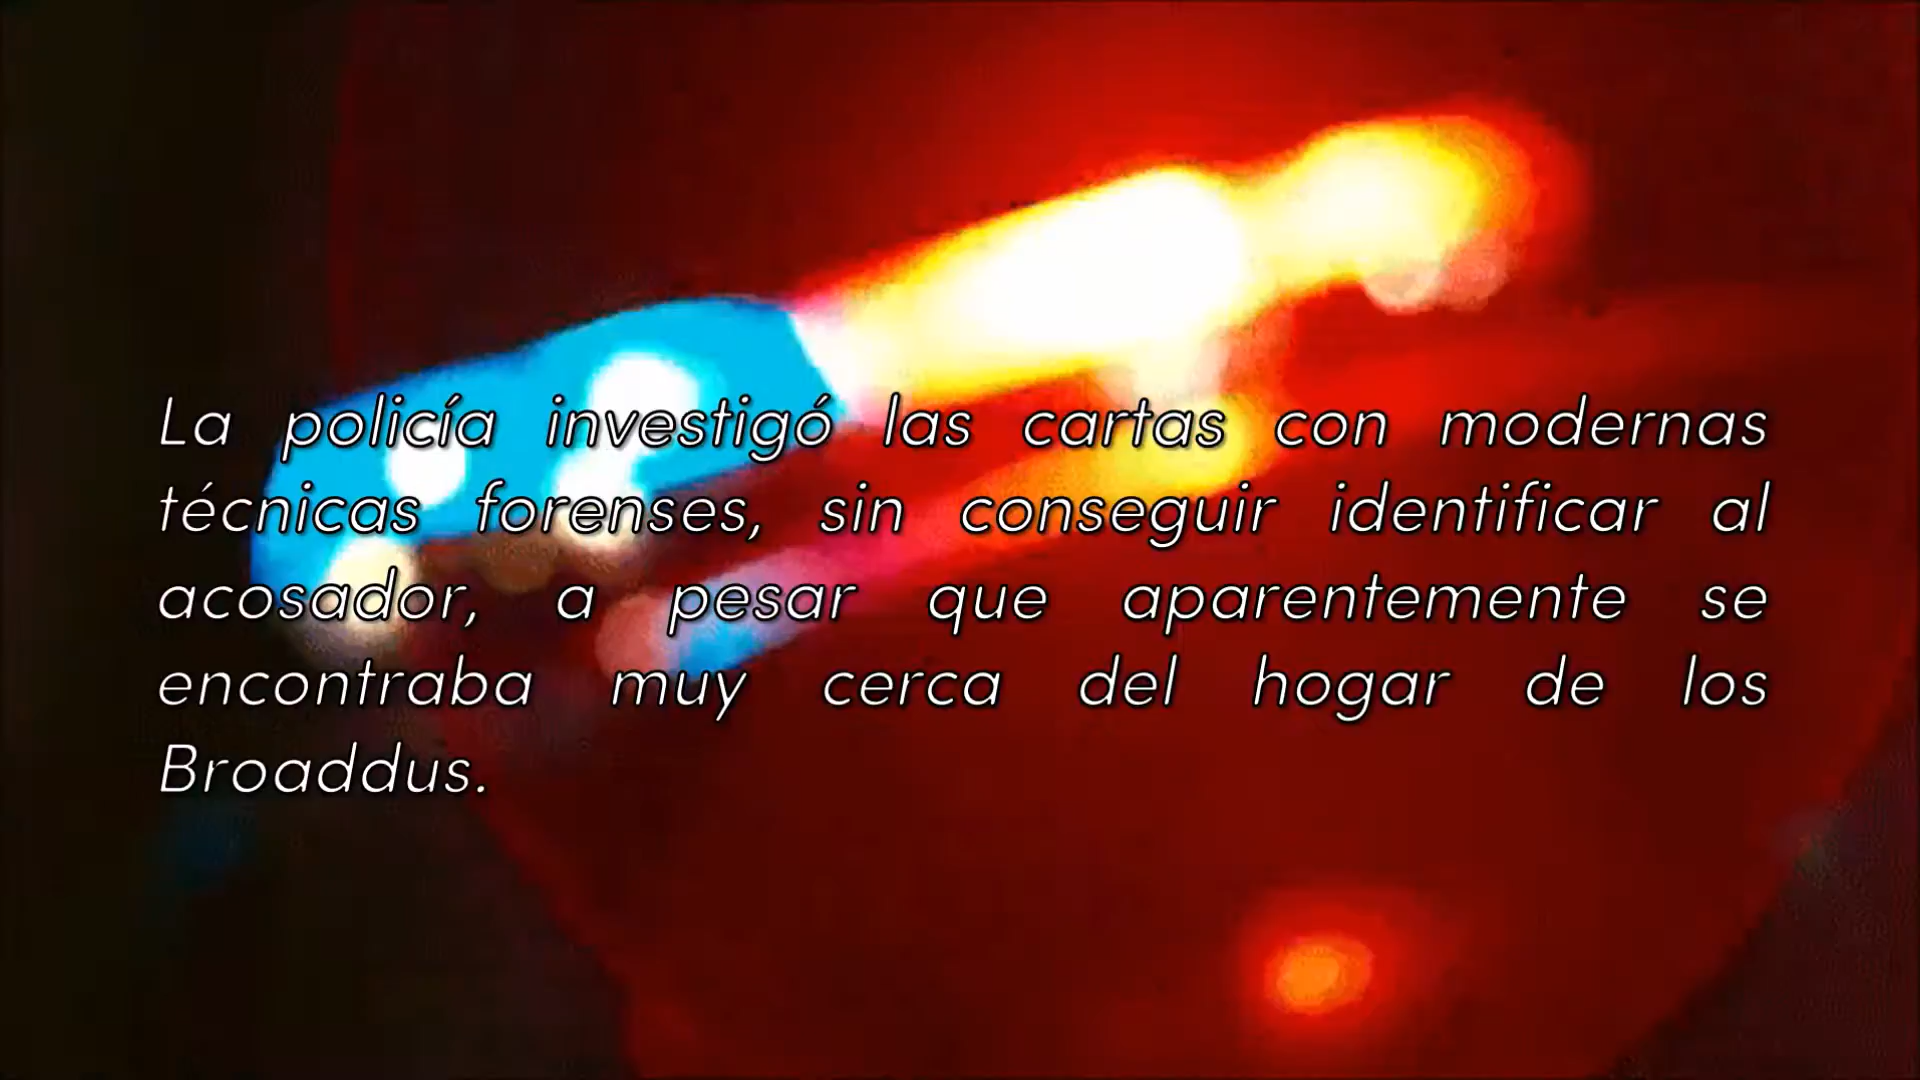 La policía investigó las cartas con modernas
técnicas forenses, sin conseguir identificar al
acosador, a pesar que aparentemente se
encontraba muy cerca del hogar de los
Broaddus.